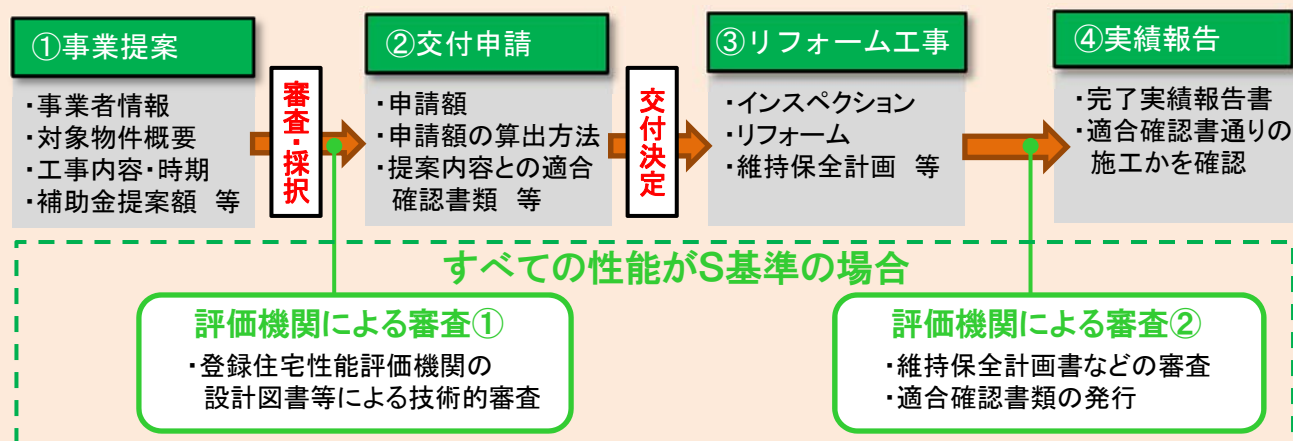 ①事業提案
・事業者情報
・対象物件概要
・工事内容・時期
・補助金提案額 等
審査・採択
②交付申請
・申請額
・申請額の算出方法
・提案内容との適合
確認書類 等
交付決定
③リフォーム工事
・インスペクション
・リフォーム
・維持保全計画 等
④実績報告
・完了実績報告書
・適合確認書通りの
施工かを確認
すべての性能がS基準の場合
評価機関による審査①
・登録住宅性能評価機関の
設計図書等による技術的審査
評価機関による審査②
・維持保全計画書などの審査
・適合確認書類の発行